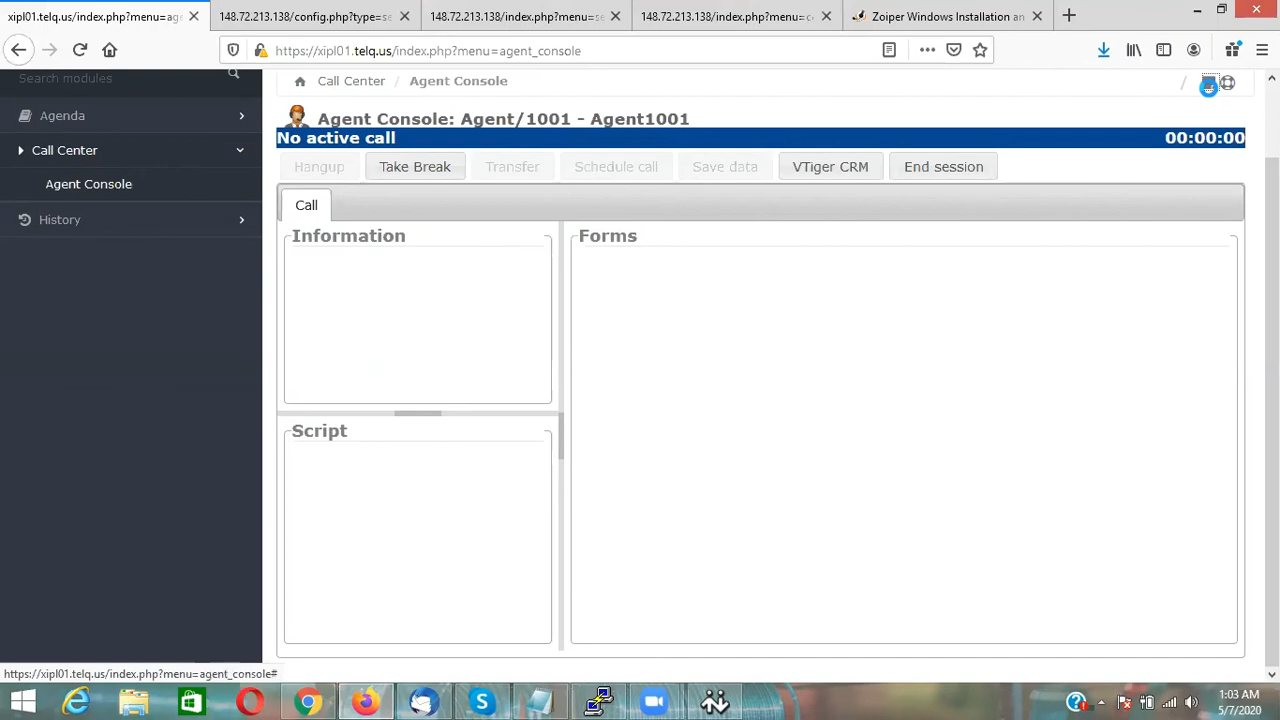 xipl01.telq.us/index.php?menu=ag
148.72.213.138/config.php?type=se
148.72.213.138/index.php?menu=se
148.72.213.138/index.php?menu=c
Zoiper Windows Installation an
https://xipl01.telq.us/index.php?menu=agent_console
Search modules
Agenda
Call Center
Agent Console
History
Call Center / Agent Console /
Agent Console: Agent/1001 - Agent1001
No active call 00:00:00
Hangup Take Break Transfer Schedule call Save data VTiger CRM End session
Call
Information
Forms
Script
https://xipl01.telq.us/index.php?menu=agent_console#
1:03 AM
5/7/2020